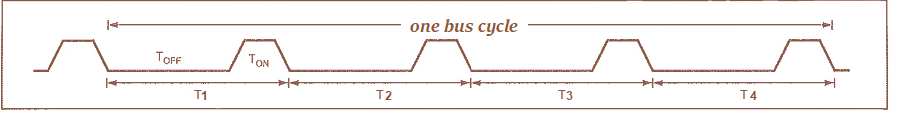 one bus cycle
TOFF TON
T1 T2 T3 T4